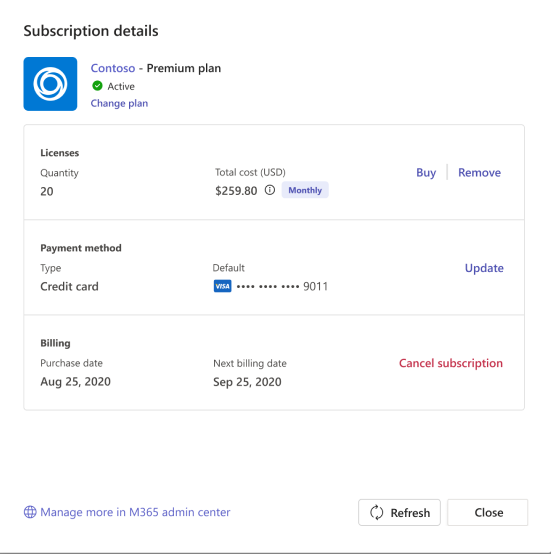 Subscription details
Contoso - Premium plan
Active
Change plan
Licenses
Quantity Total cost (USD) Buy Remove
20 $259.80 Monthly
Payment method
Type Default Update
Credit card VISA •••• •••• •••• 9011
Billing
Purchase date Next billing date Cancel subscription
Aug 25, 2020 Sep 25, 2020
Manage more in M365 admin center Refresh Close